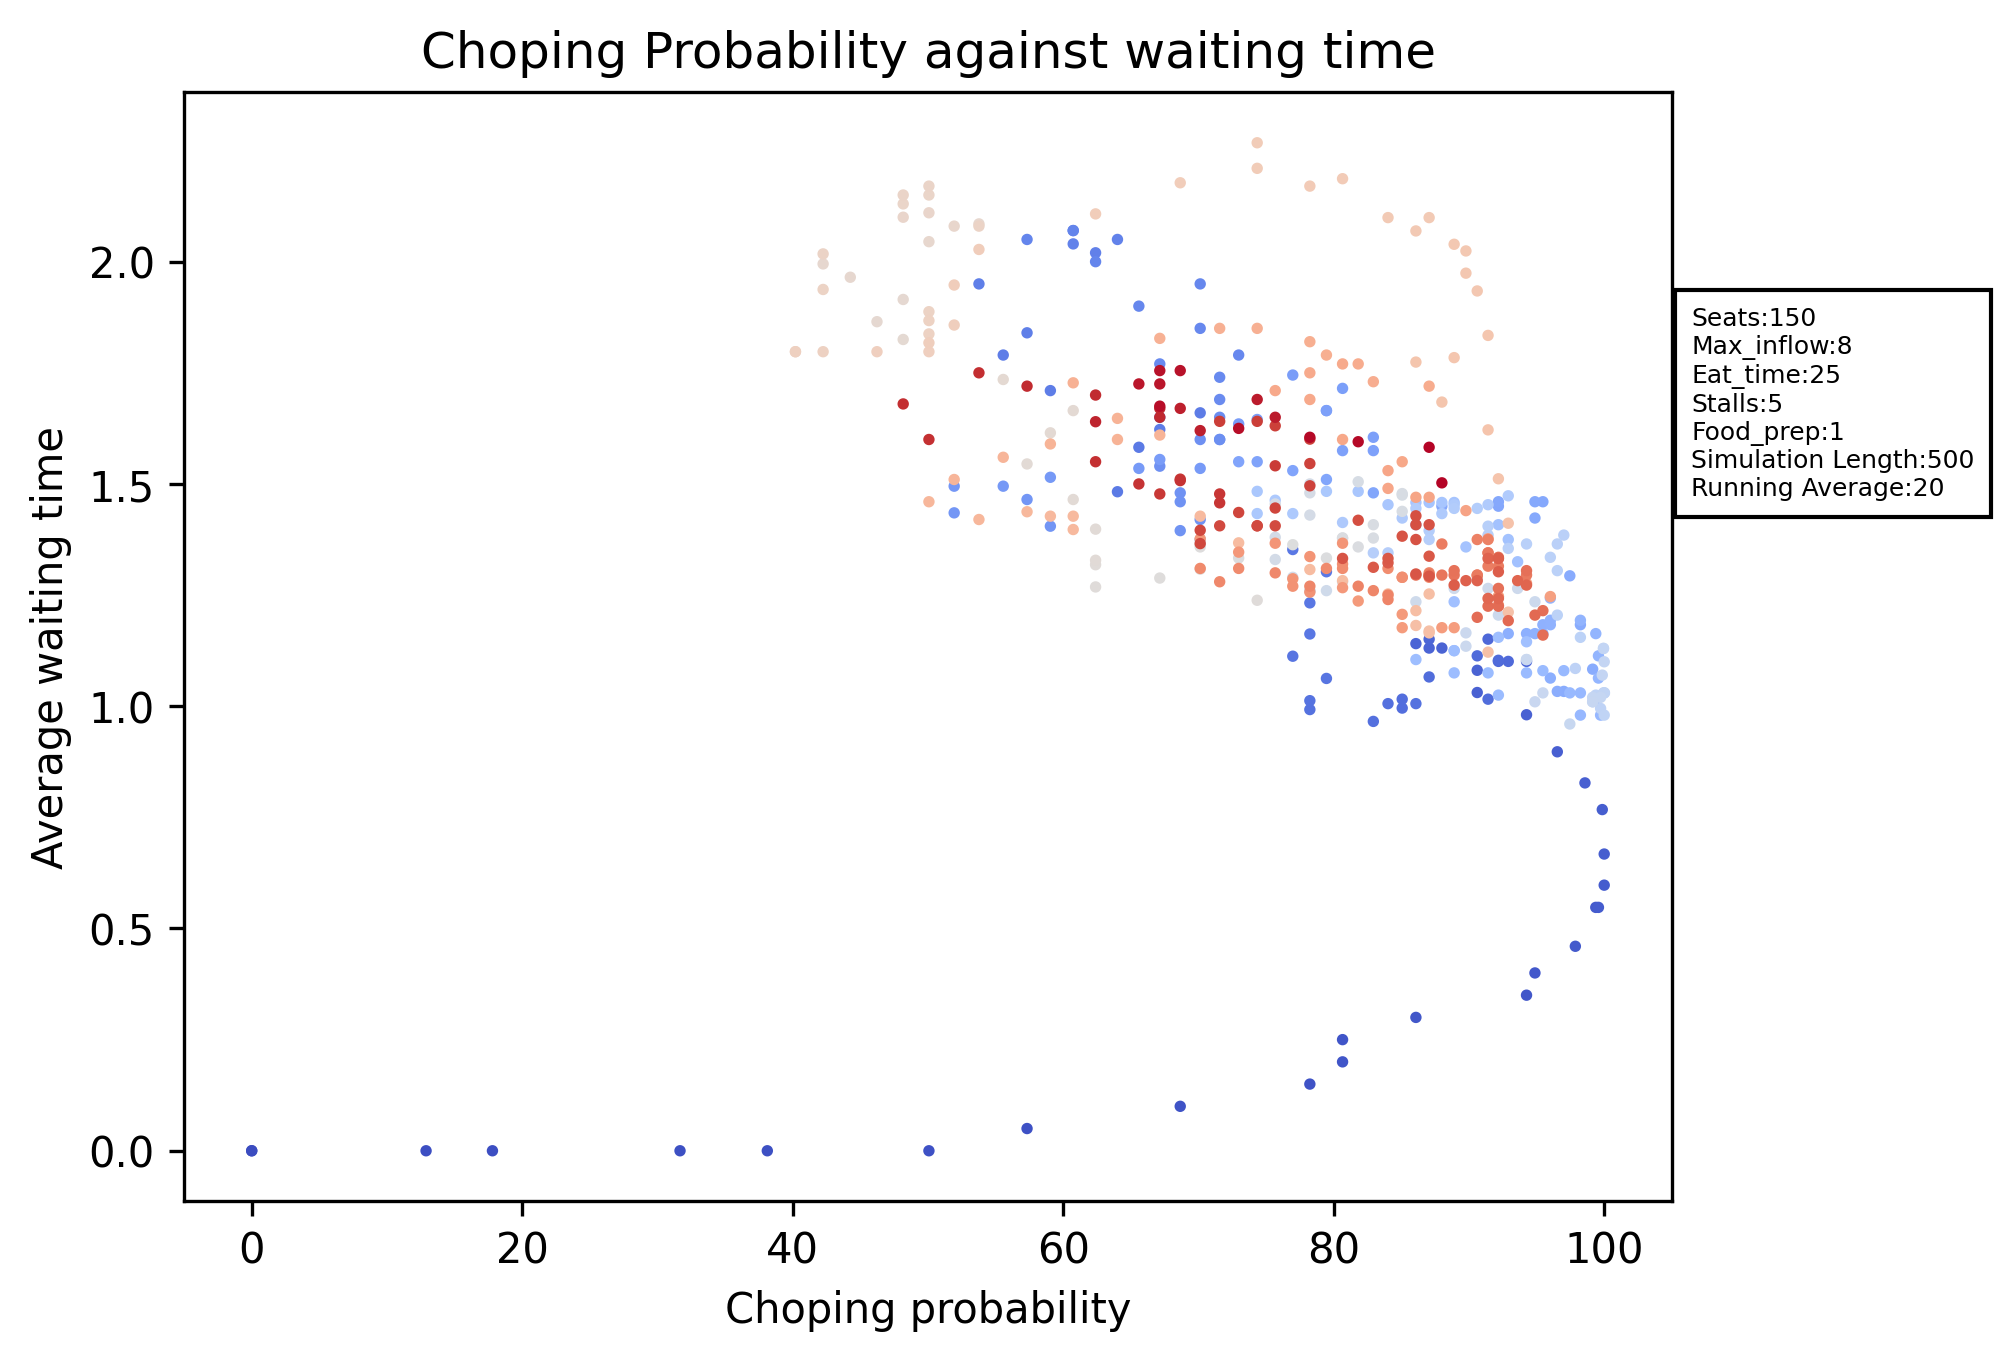 Choping Probability against waiting time
Average waiting time
2.0
1.5
1.0
0.5
0.0
0 20 40 60 80 100
Choping probability
Seats:150
Max_inflow:8
Eat_time:25
Stalls:5
Food_prep:1
Simulation Length:500
Running Average:20